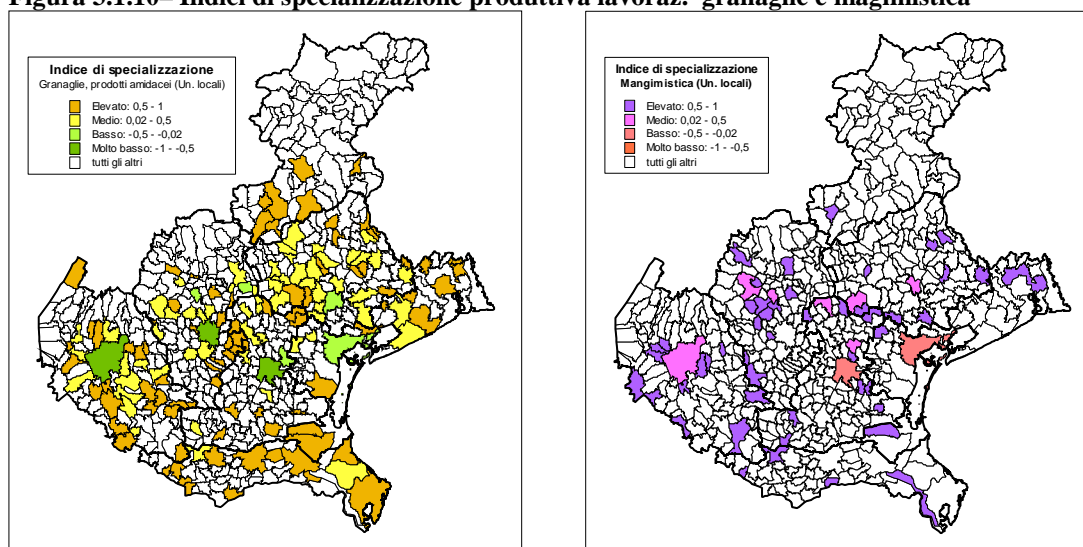 Figura 3.1.10– Indici di specializzazione produttiva lavoraz. granaglie e magimistica
Indice di specializzazione
Granaglie, prodotti amidacei (Un. locali)
Elevato: 0,5 - 1
Medio: 0,02 - 0,5
Basso: -0,5 - -0,02
Molto basso: -1 - -0,5
tutti gli altri
Indice di specializzazione
Mangimistica (Un. locali)
Elevato: 0,5 - 1
Medio: 0,02 - 0,5
Basso: -0,5 - -0,02
Molto basso: -1 - -0,5
tutti gli altri